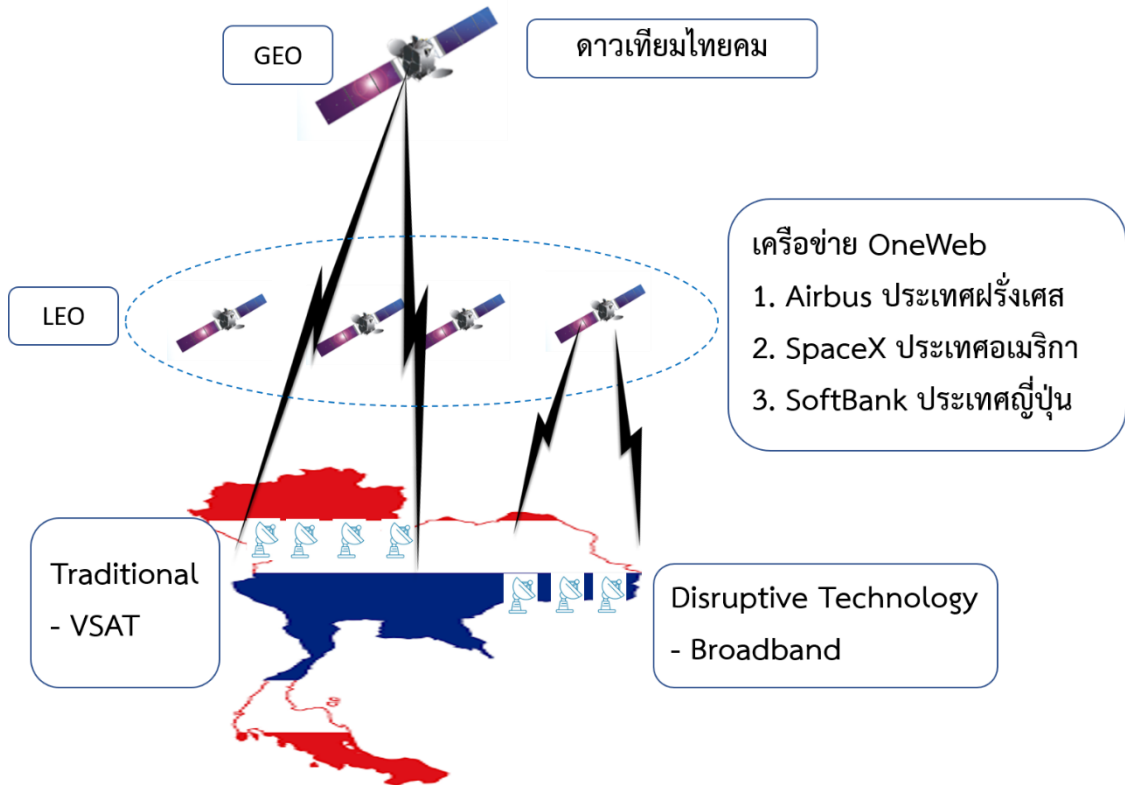 GEO
ดาวเทียมไทยคม
LEO
เครือข่าย OneWeb
1. Airbus ประเทศฝรั่งเศส
2. SpaceX ประเทศอเมริกา
3. SoftBank ประเทศญี่ปุ่น
Traditional
- VSAT
Disruptive Technology
- Broadband